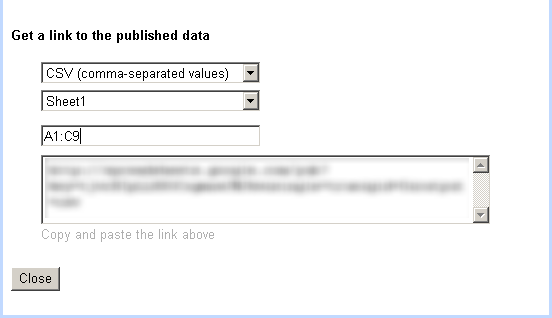 Get a link to the published data
CSV (comma-separated values)
Sheet1
A1:C9
Copy and paste the link above
Close